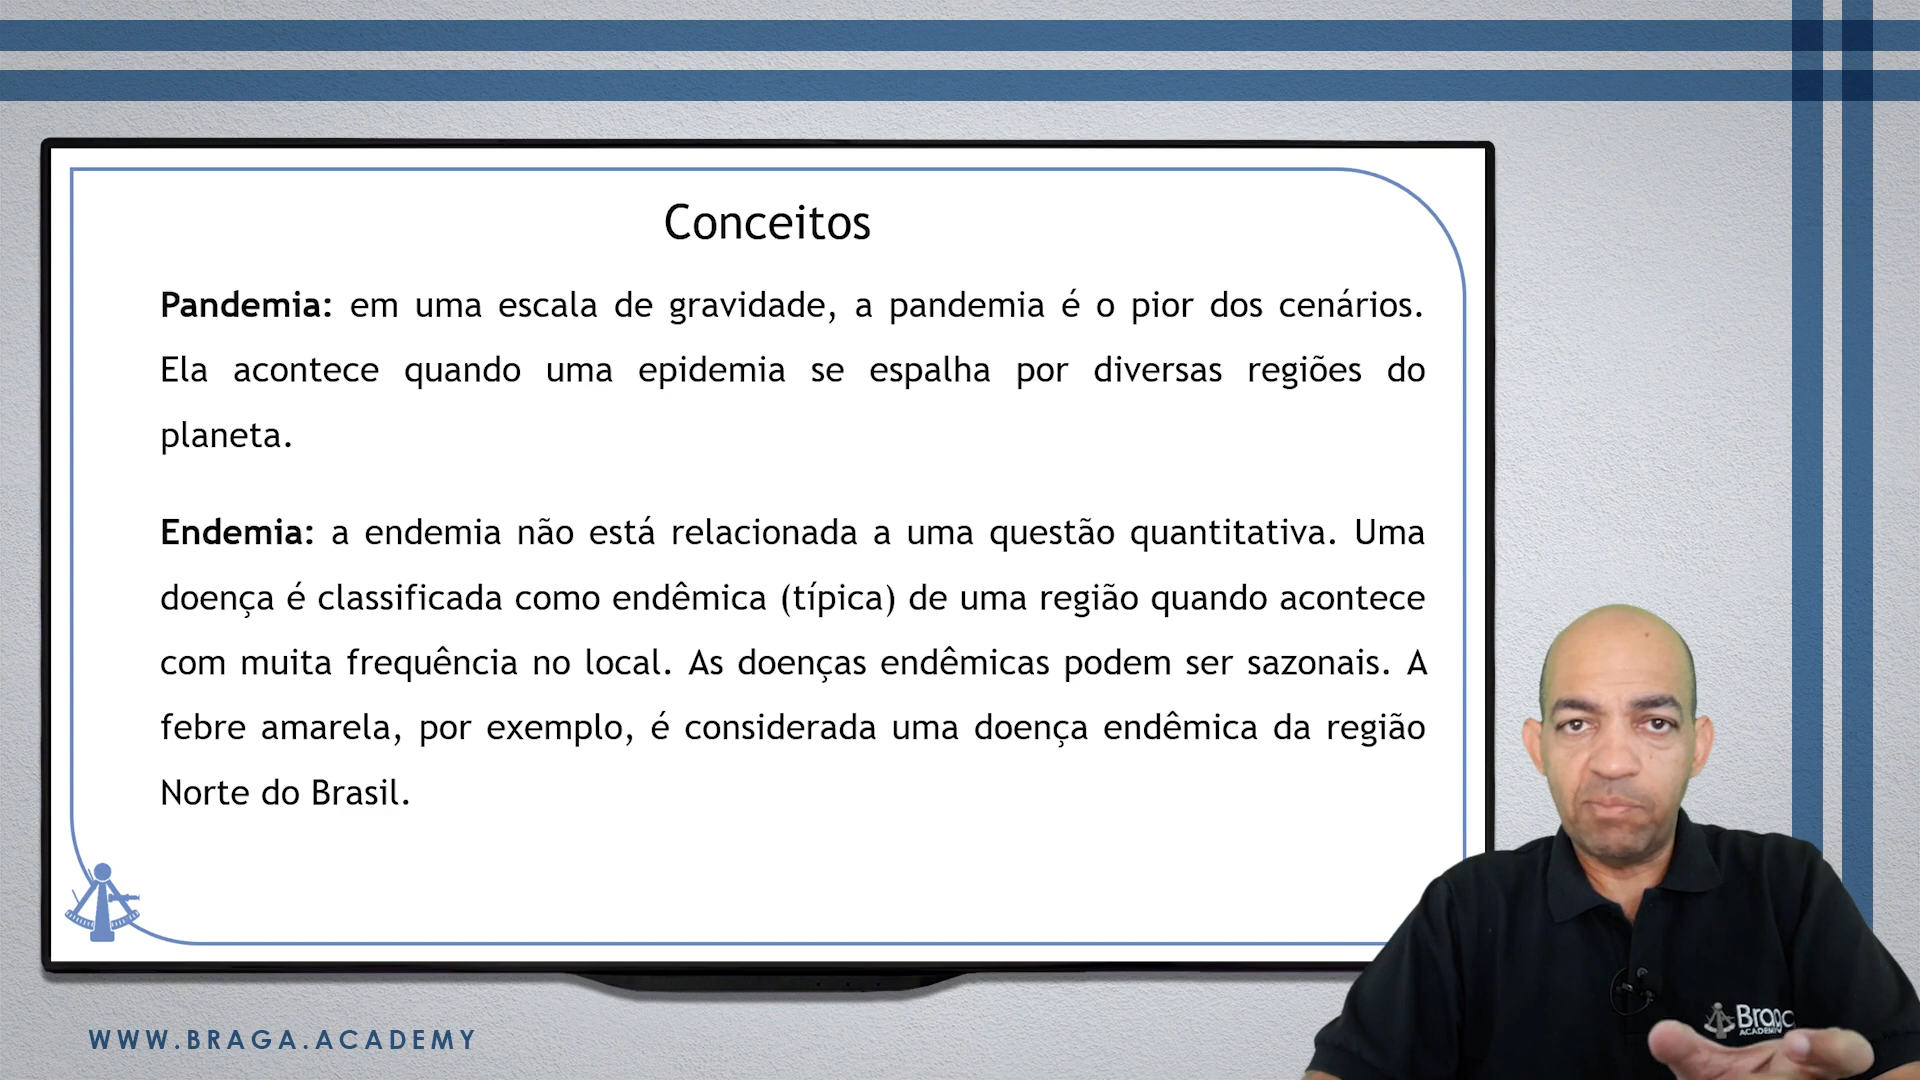 Conceitos
Pandemia: em uma escala de gravidade, a pandemia é o pior dos cenários.
Ela acontece quando uma epidemia se espalha por diversas regiões do
planeta.
Endemia: a endemia não está relacionada a uma questão quantitativa. Uma
doença é classificada como endêmica (típica) de uma região quando acontece
com muita frequência no local. As doenças endêmicas podem ser sazonais. A
febre amarela, por exemplo, é considerada uma doença endêmica da região
Norte do Brasil.
WWW.BRAGA.ACADEMY
ACADEMY